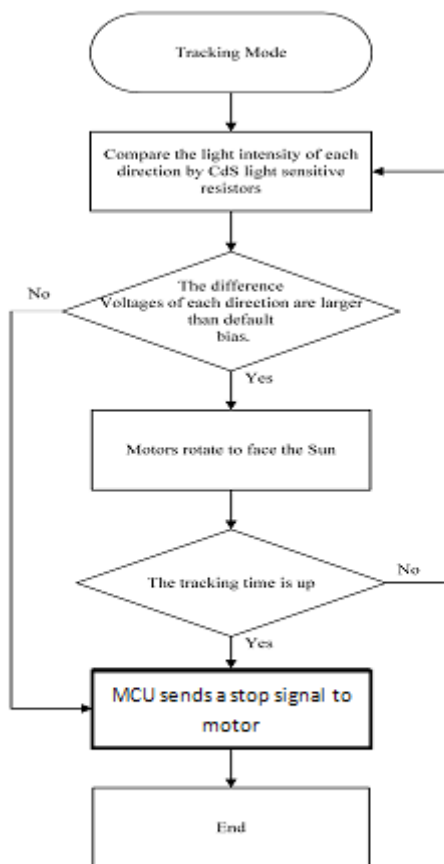 Tracking Mode
Compare the light intensity of each
direction by CdS light sensitive
resistors
The difference
Voltages of each direction are larger
than default
bias.
No
Yes
Motors rotate to face the Sun
The tracking time is up
No
Yes
MCU sends a stop signal to
motor
End